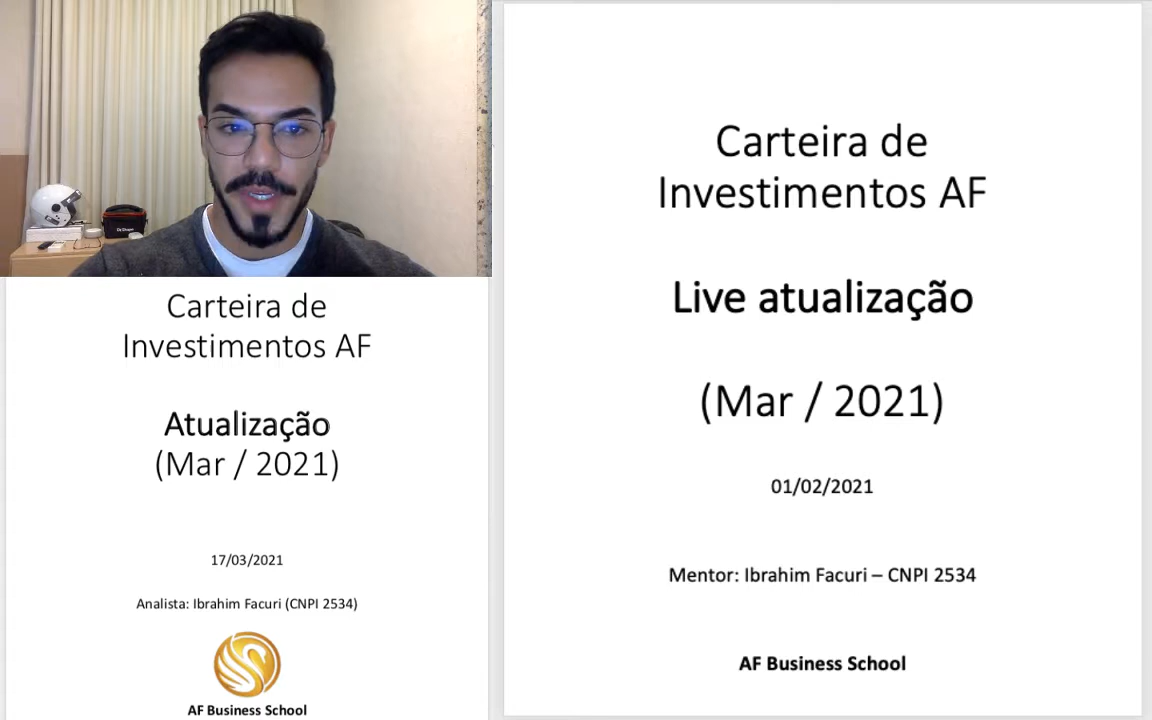 Carteira de
Investimentos AF
Atualização
(Mar / 2021)
17/03/2021
Analista: Ibrahim Facuri (CNPI 2534)
AF Business School
Carteira de
Investimentos AF
Live atualização
(Mar / 2021)
01/02/2021
Mentor: Ibrahim Facuri – CNPI 2534
AF Business School